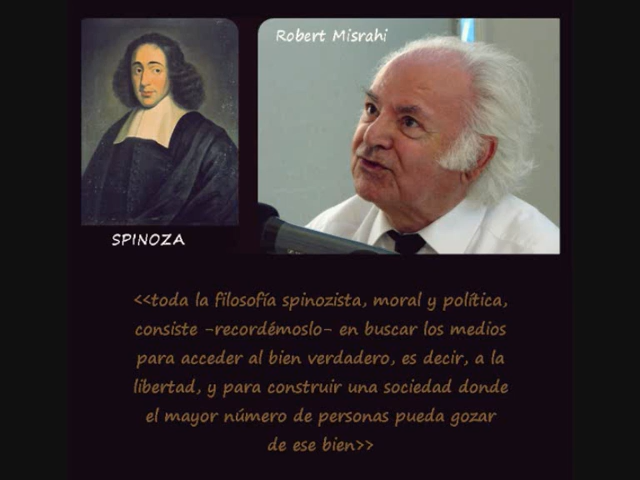 Robert Misrahi
SPINOZA
<<toda la filosofía spinozista, moral y política,
consiste -recordémoslo- en buscar los medios
para acceder al bien verdadero, es decir, a la
libertad, y para construir una sociedad donde
el mayor número de personas pueda gozar
de ese bien>>